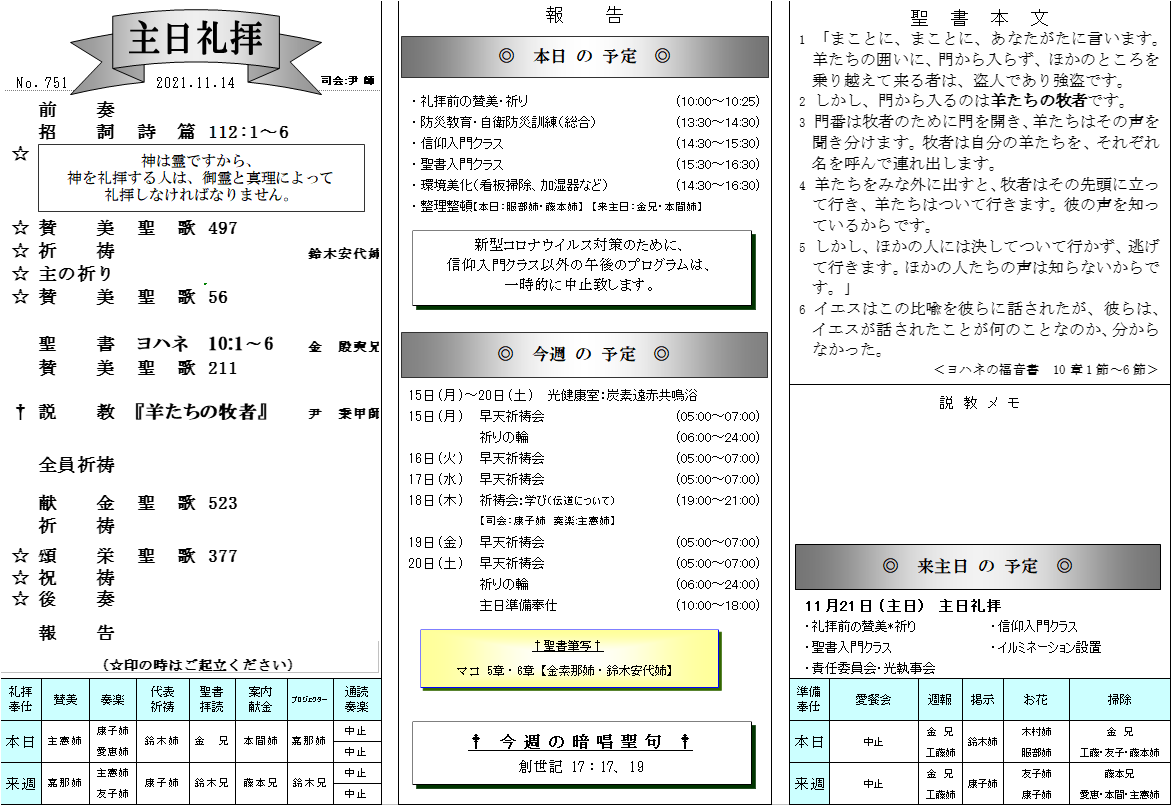 主日礼拝
No. 751 2021.11.14 司会:尹 師
前 奏
招 詞 詩 篇 112：1～6
☆
神は霊ですから、
神を礼拝する人は、御霊と真理によって
礼拝しなければなりません。
☆ 賛 美 聖 歌 497
☆ 祈 祷 鈴木安代姉
☆ 主の祈り
☆ 賛 美 聖 歌 56
聖 書 ヨハネ 10:1～6 金 殷実兄
賛 美 聖 歌 211
† 説 教 『羊たちの牧者』 尹 秉甲師
全員祈祷
献 金 聖 歌 523
祈 祷
☆ 頌 栄 聖 歌 377
☆ 祝 祷
☆ 後 奏
報 告
(☆印の時はご起立ください)
礼拝奉仕 賛美 奏楽 代表祈祷 聖書拝読 案内献金 プロジェクター 通読奏楽
本日 主憲姉 康子姉 愛恵姉 鈴木姉 金 兄 本間姉 嘉那姉 中止 中止
来週 嘉那姉 主憲姉 友子姉 康子姉 鈴木兄 藤本兄 鈴木兄 中止 中止
報 告
◎ 本日 の 予定 ◎
・礼拝前の賛美・祈り (10:00～10:25)
・防災教育・自衛防災訓練(総合) (13:30～14:30)
・信仰入門クラス (14:30～15:30)
・聖書入門クラス (15:30～16:30)
・環境美化(看板掃除、加湿器など) (14:30～16:30)
・整理整頓【本日：服部姉・藤本姉】 【来主日：金兄・本間姉】
新型コロナウイルス対策のために、
信仰入門クラス以外の午後のプログラムは、
一時的に中止致します。
◎ 今週 の 予定 ◎
15日(月)～20日(土) 光健康室:炭素遠赤共鳴浴
15日(月) 早天祈祷会 (05:00～07:00)
祈りの輪 (06:00～24:00)
16日(火) 早天祈祷会 (05:00～07:00)
17日(水) 早天祈祷会 (05:00～07:00)
18日(木) 祈祷会:学び(伝道について) (19:00～21:00)
【司会:康子姉 奏楽:主憲姉】
19日(金) 早天祈祷会 (05:00～07:00)
20日(土) 早天祈祷会 (05:00～07:00)
祈りの輪 (06:00～24:00)
主日準備奉仕 (10:00～18:00)
†聖書筆写†
マコ 5章・6章【金素那姉・鈴木安代姉】
† 今週の暗唱聖句 †
創世記 17：17、19
聖 書 本 文
1 「まことに、まことに、あなたがたに言います。
羊たちの囲いに、門から入らず、ほかのところを
乗り越えて来る者は、盗人であり強盗です。
2 しかし、門から入るのは羊たちの牧者です。
3 門番は牧者のために門を開き、羊たちはその声を
聞き分けます。牧者は自分の羊たちを、それぞれ
名を呼んで連れ出します。
4 羊たちをみな外に出すと、牧者はその先頭に立っ
て行き、羊たちはついて行きます。彼の声を知っ
ているからです。
5 しかし、ほかの人には決してついて行かず、逃げ
て行きます。ほかの人たちの声は知らないからで
す。」
6 イエスはこの比喩を彼らに話されたが、彼らは、
イエスが話されたことが何のことなのか、分から
なかった。
＜ヨハネの福音書 10章1節～6節＞
説 教 メ モ
◎ 来主日 の 予定 ◎
11月21日(主日) 主日礼拝
・礼拝前の賛美*祈り ・信仰入門クラス
・聖書入門クラス ・イルミネーション設置
・責任委員会・光執事会
準備奉仕 愛餐会 週報 掲示 お花 掃除
本日 中止 金 兄 工藤姉 鈴木姉 木村姉 服部姉 金 兄 工藤・友子・藤本姉
来週 中止 金 兄 工藤姉 康子姉 友子姉 康子姉 藤本兄 愛恵・本間・主憲姉